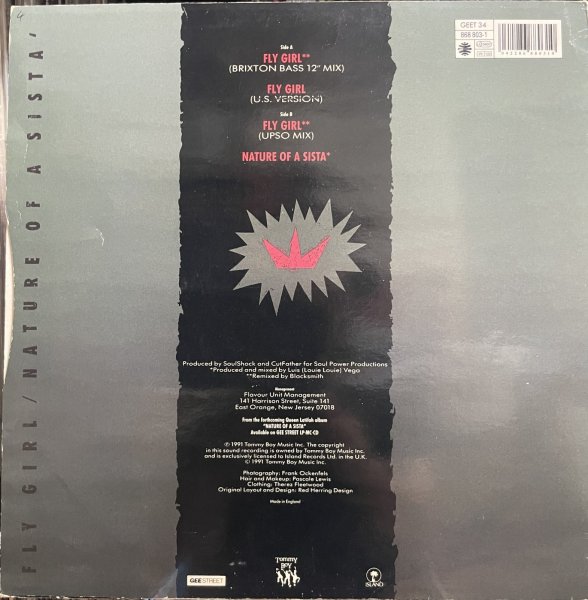 4
GEET 34
868 803-1
Side A
FLY GIRL**
(BRIXTON BASS 12" MIX)
FLY GIRL
(U.S. VERSION)
Side B
FLY GIRL**
(UPSO MIX)
NATURE OF A SISTA*
FLY GIRL/NATURE OF A SISTA'
Produced by SoulShock and CutFather for Soul Power Productions
*Produced and mixed by Luis (Louie Louie) Vega
**Remixed by Blacksmith
Management
Flavour Unit Management
141 Harrison Street, Suite 141
East Orange, New Jersey 07018
From the forthcoming Queen Latifah album
"NATURE OF A SISTA"
Available on GEE STREET LP-MC-CD
℗ 1991 Tommy Boy Music Inc. The copyright
in this sound recording is owned by Tommy Boy Music Inc.
and is exclusively licensed to Island Records Ltd. in the U.K.
© 1991 Tommy Boy Music Inc.
Photography: Frank Ockenfels
Hair and Makeup: Pascale Lewis
Clothing: Therez Fleetwood
Original Layout and Design: Red Herring Design
Made in England
GEE STREET
Tommy
Boy
ISLAND